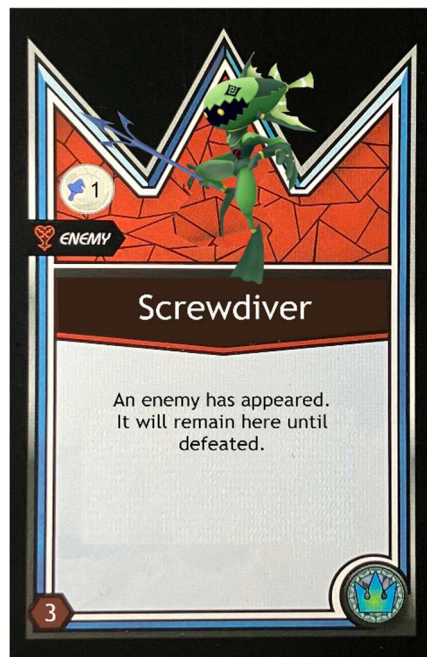 1
ENEMY
Screwdiver
An enemy has appeared.
It will remain here until
defeated.
3